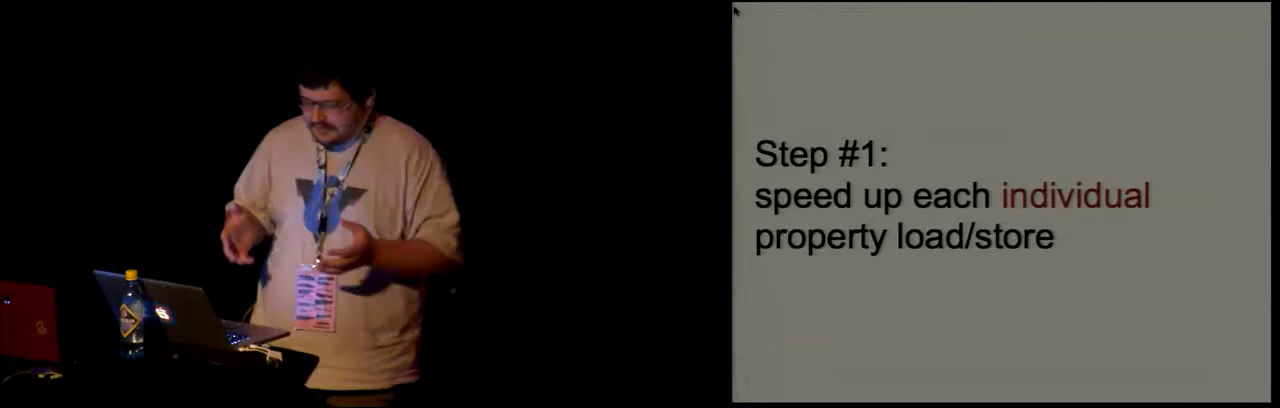 Step #1:
speed up each individual
property load/store